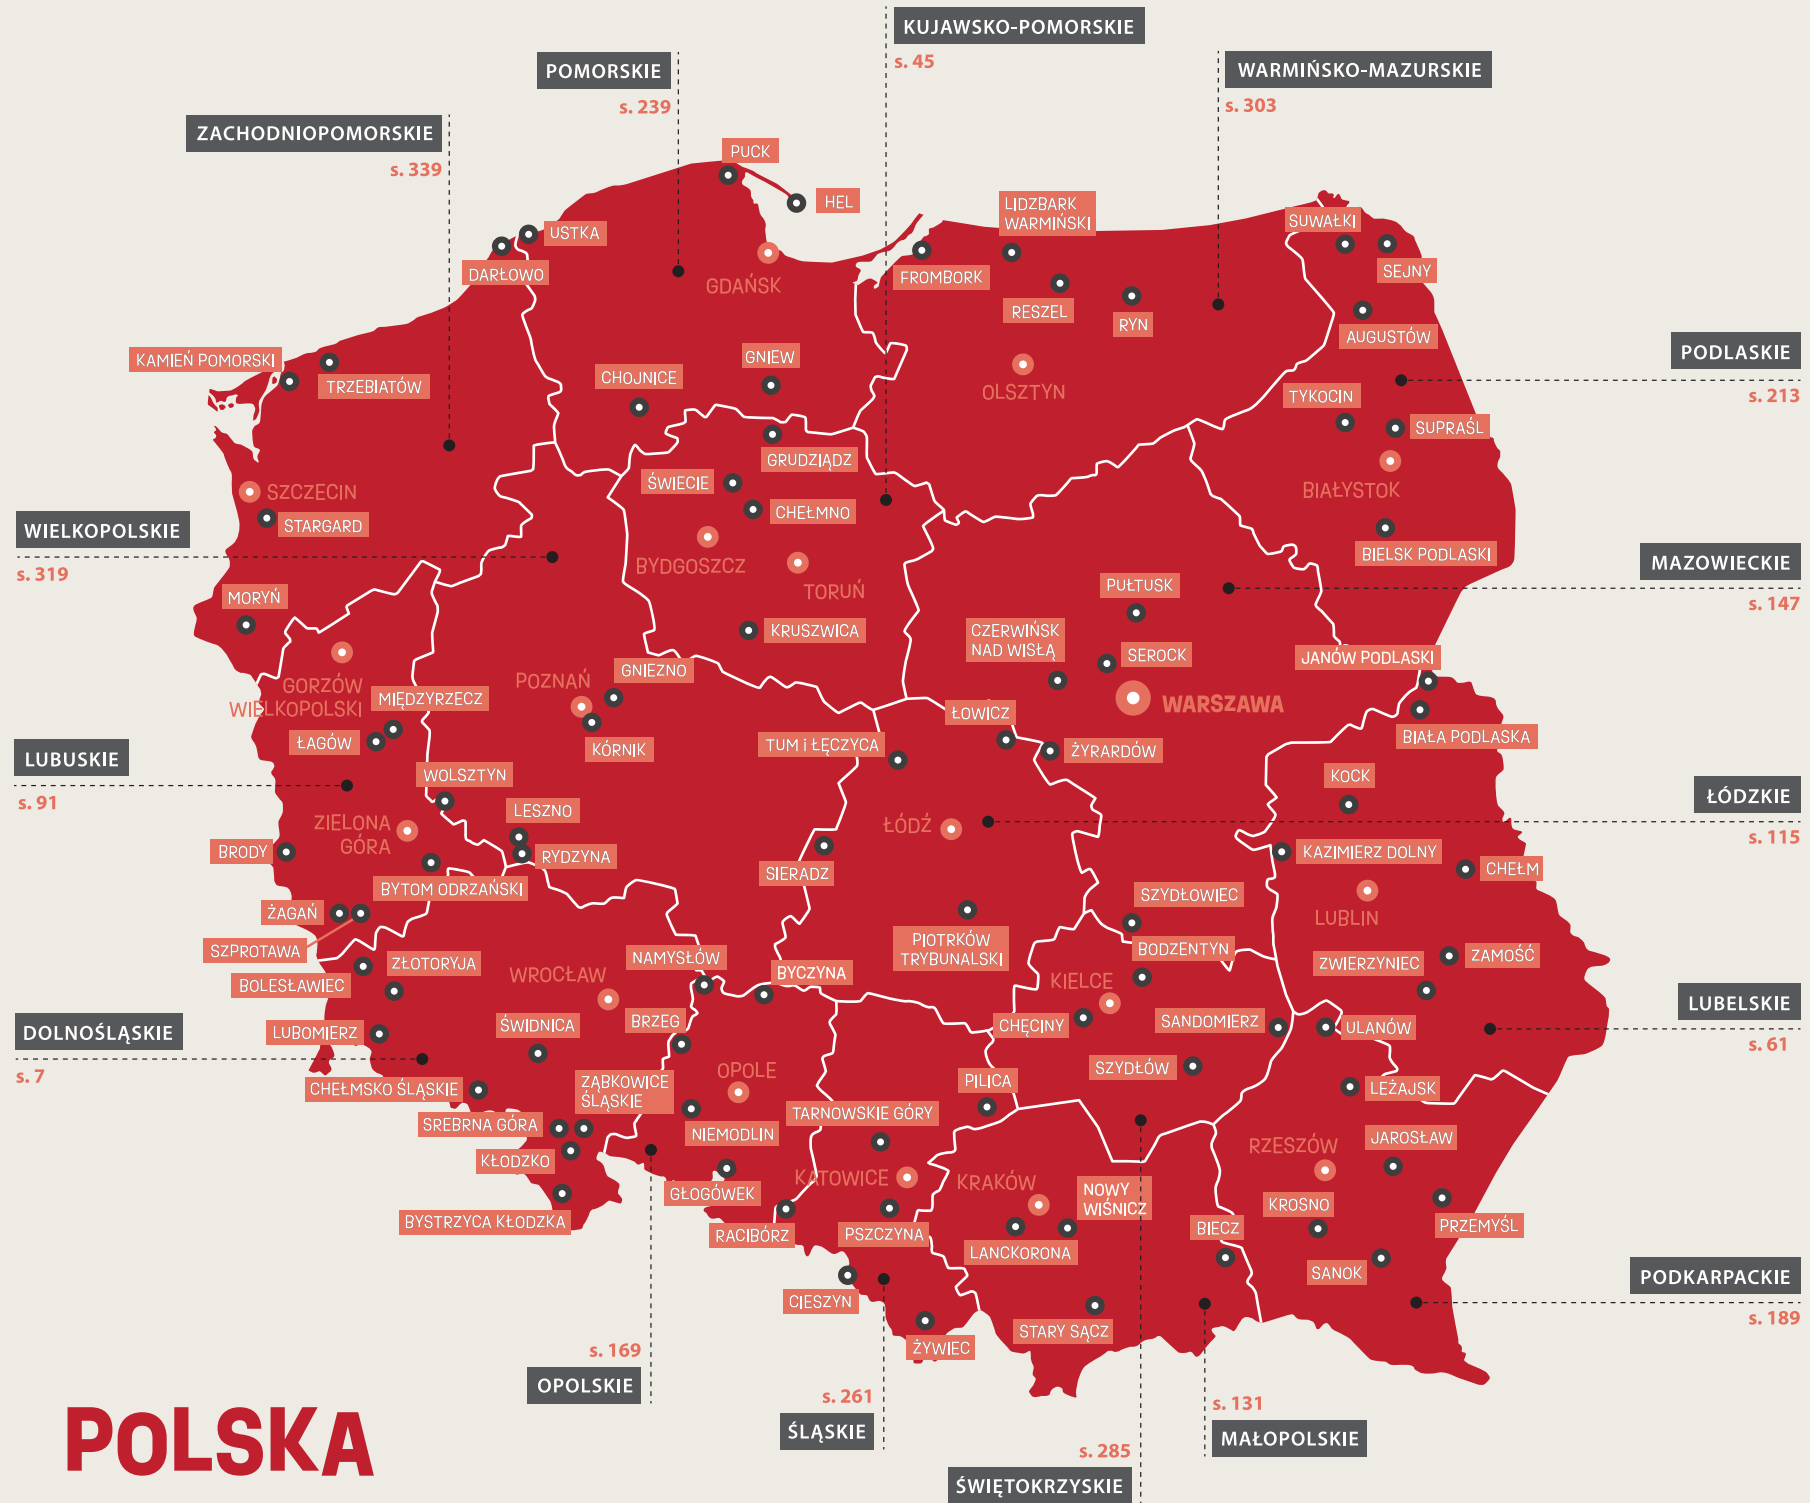 KUJAWSKO-POMORSKIE
s. 45
POMORSKIE
s. 239
WARMIŃSKO-MAZURSKIE
s. 303
ZACHODNIOPOMORSKIE
s. 339
PUCK
HEL
LIDZBARK
WARMIŃSKI
SUWAŁKI
USTKA
DARŁOWO
GDAŃSK
FROMBORK
SEJNY
RESZEL
RYN
AUGUSTÓW
KAMIEŃ POMORSKI
TRZEBIATÓW
CHOJNICE
GNIEW
OLSZTYN
PODLASKIE
s. 213
TYKOCIN
SUPRAŚL
GRUDZIĄDZ
ŚWIECIE
BIAŁYSTOK
SZCZECIN
STARGARD
CHEŁMNO
WIELKOPOLSKIE
s. 319
BYDGOSZCZ
TORUŃ
BIELSK PODLASKI
MAZOWIECKIE
s. 147
MORYŃ
PUŁTUSK
KRUSZWICA
CZERWIŃSK
NAD WISŁĄ
SEROCK
JANÓW PODLASKI
GORZÓW
WIELKOPOLSKI
MIĘDZYRZECZ
POZNAŃ
GNIEZNO
WARSZAWA
ŁAGÓW
KÓRNIK
TUM i ŁĘCZYCA
ŁOWICZ
ŻYRARDÓW
BIAŁA PODLASKA
LUBUSKIE
s. 91
WOLSZTYN
KOCK
ŁÓDZKIE
s. 115
LESZNO
ZIELONA
GÓRA
ŁÓDŹ
BRODY
RYDZYNA
KAZIMIERZ DOLNY
CHEŁM
SIERADZ
BYTOM ODRZAŃSKI
SZYDŁOWIEC
LUBLIN
ŻAGAŃ
SZPROTAWA
PIOTRKÓW
TRYBUNALSKI
BODZENTYN
ZŁOTORYJA
NAMYSŁÓW
BYCZYNA
ZWIERZYNIEC
ZAMOŚĆ
BOLESŁAWIEC
WROCŁAW
KIELCE
LUBELSKIE
s. 61
DOLNOŚLĄSKIE
s. 7
LUBOMIERZ
ŚWIDNICA
BRZEG
CHĘCINY
SANDOMIERZ
ULANÓW
CHEŁMSKO ŚLĄSKIE
ZĄBKOWICE
ŚLĄSKIE
OPOLE
PILICA
SZYDŁÓW
LEŻAJSK
SREBRNA GÓRA
NIEMODLIN
TARNOWSKIE GÓRY
RZESZÓW
JAROSŁAW
KŁODZKO
GŁOGÓWEK
KATOWICE
KRAKÓW
NOWY
WIŚNICZ
KROSNO
BYSTRZYCA KŁODZKA
RACIBÓRZ
PSZCZYNA
LANCKORONA
BIECZ
PRZEMYŚL
SANOK
PODKARPACKIE
s. 189
CIESZYN
STARY SĄCZ
ŻYWIEC
s. 169
OPOLSKIE
s. 261
ŚLĄSKIE
s. 131
MAŁOPOLSKIE
s. 285
ŚWIĘTOKRZYSKIE
POLSKA